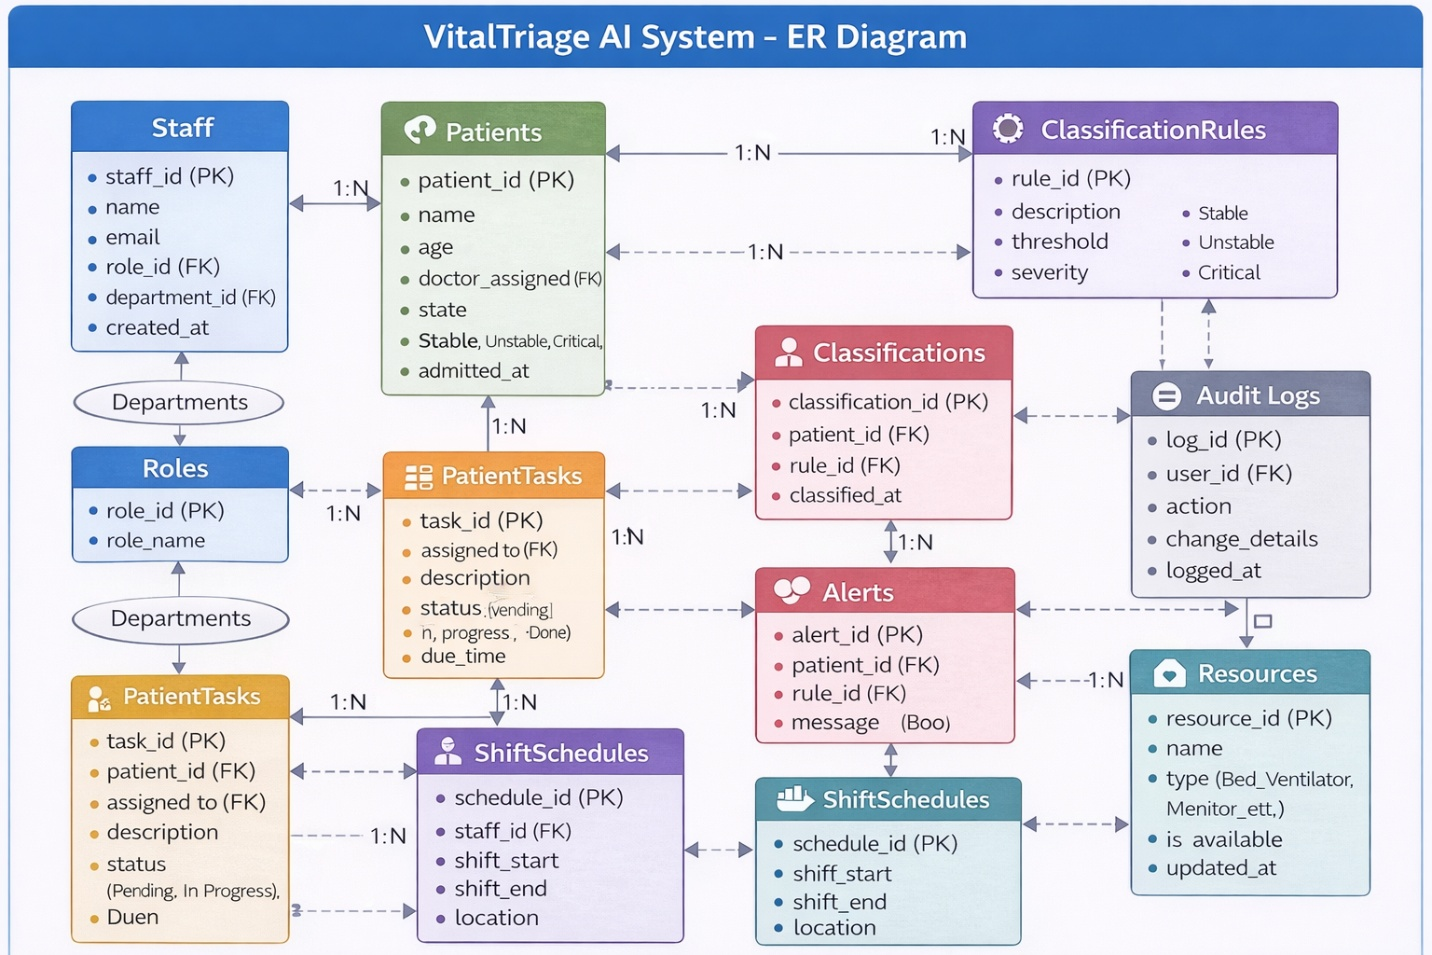 VitalTriage AI System – ER Diagram
Staff
staff_id (PK)
name
email
role_id (FK)
department_id (FK)
created_at
1:N
Patients
patient_id (PK)
name
age
doctor_assigned (FK)
state
Stable, Unstable, Critical,
admitted_at
1:N
1:N
1:N
ClassificationRules
rule_id (PK)
description
threshold
severity
Stable
Unstable
Critical
Departments
Roles
role_id (PK)
role_name
1:N
Departments
1:N
PatientTasks
task_id (PK)
assigned to (FK)
description
status (vending
n, progress, ·Done)
due_time
1:N
1:N
Classifications
classification_id (PK)
patient_id (FK)
rule_id (FK)
classified_at
1:N
Audit Logs
log_id (PK)
user_id (FK)
action
change_details
logged_at
Alerts
alert_id (PK)
patient_id (FK)
rule_id (FK)
message (Boo)
1:N
PatientTasks
task_id (PK)
patient_id (FK)
assigned to (FK)
description
status
(Pending, In Progress),
Duen
1:N
1:N
1:N
ShiftSchedules
schedule_id (PK)
staff_id (FK)
shift_start
shift_end
location
ShiftSchedules
schedule_id (PK)
shiff_start
shift_end
location
Resources
resource_id (PK)
name
type (Bed_Ventilator,
Menitor_ett,)
is available
updated_at